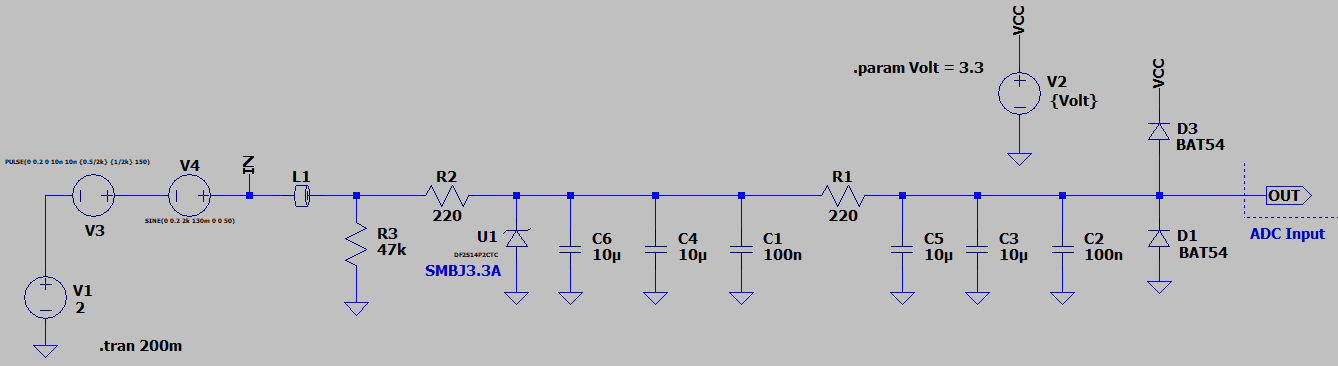 VCC
.param Volt = 3.3
V2
{Volt}
VCC
D3
BAT54
PULSE(0 0.2 0 10n 10n {0.5/2k} {1/2k} 150)
V4
IN
L1
R2
220
R1
220
OUT
V3
SINE(0 0.2 2k 130m 0 0 50)
R3
47k
U1
DF2S14P2CTC
SMBJ3.3A
C6
10µ
C4
10µ
C1
100n
C5
10µ
C3
10µ
C2
100n
D1
BAT54
ADC Input
V1
2
.tran 200m